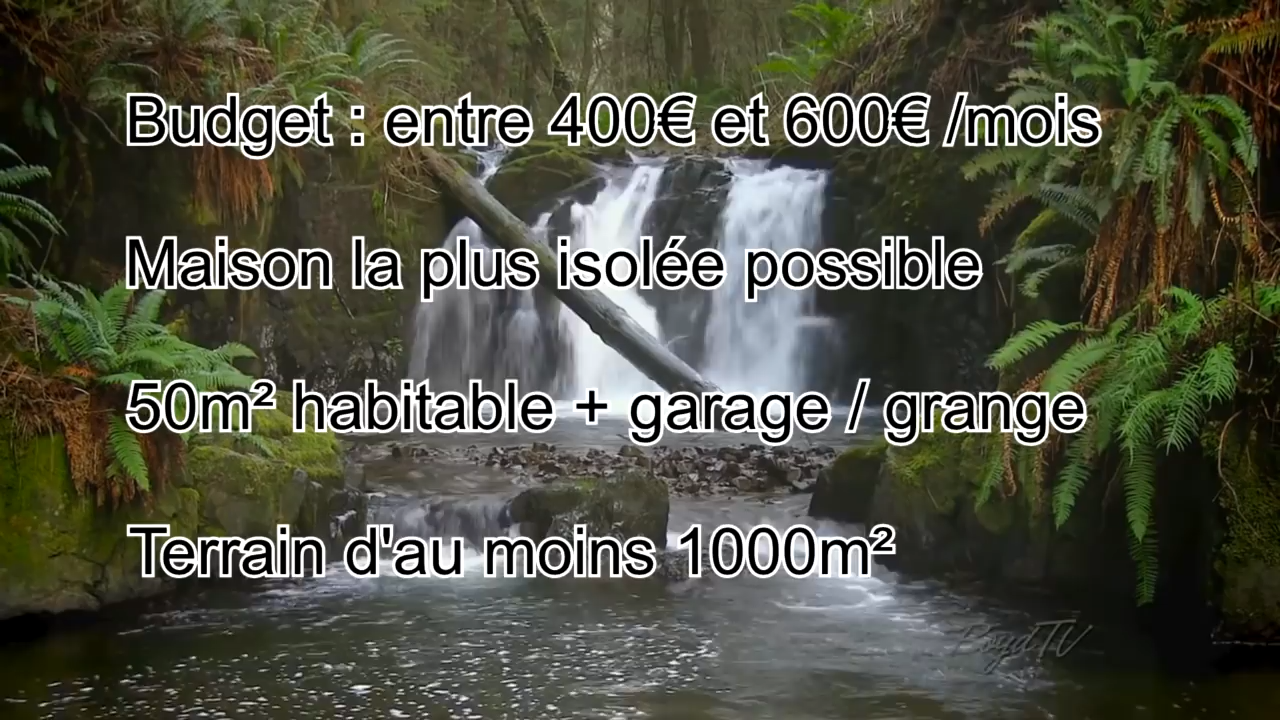 Budget : entre 400€ et 600€ /mois
Maison la plus isolée possible
50m² habitable + garage / grange
Terrain d'au moins 1000m²
BoydTV